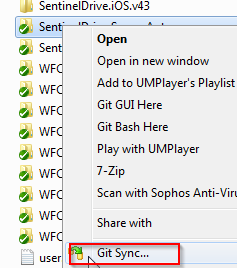 SentinelDrive.iOS.v43
Open
Open in new window
Add to UMPlayer's Playlist
Git GUI Here
Git Bash Here
Play with UMPlayer
7-Zip
Scan with Sophos Anti-Viru
Share with
Git Sync...
Senti
WFC
WFC
WFC
WFC
WFC
WFC
WFC
WFC
user